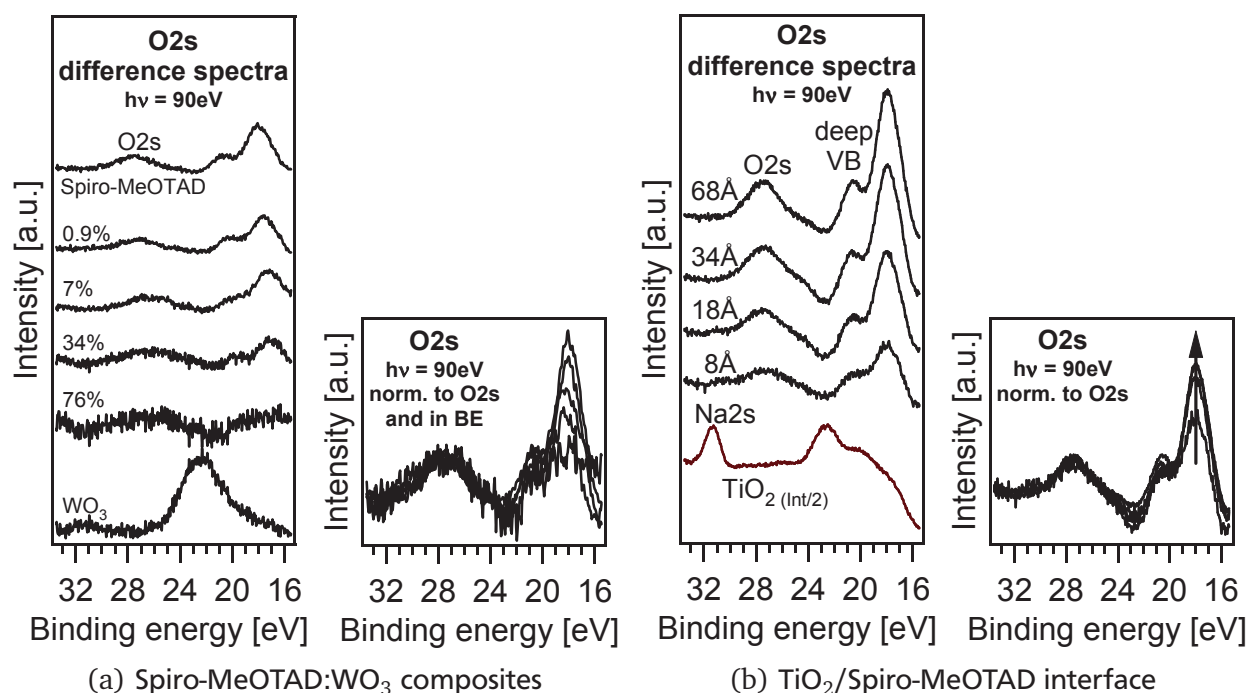 O2s
difference spectra
hν = 90eV
O2s
Spiro-MeOTAD
0.9%
7%
34%
76%
WO3
Intensity [a.u.]
32 28 24 20 16
Binding energy [eV]
O2s
hν = 90eV
norm. to O2s
and in BE
Intensity [a.u.]
32 28 24 20 16
Binding energy [eV]
(a) Spiro-MeOTAD:WO3 composites
O2s
difference spectra
hν = 90eV
deep
VB
O2s
68Å
34Å
18Å
8Å
Na2s
TiO2 (Int/2)
Intensity [a.u.]
32 28 24 20 16
Binding energy [eV]
O2s
hν = 90eV
norm. to O2s
Intensity [a.u.]
32 28 24 20 16
Binding energy [eV]
(b) TiO2/Spiro-MeOTAD interface